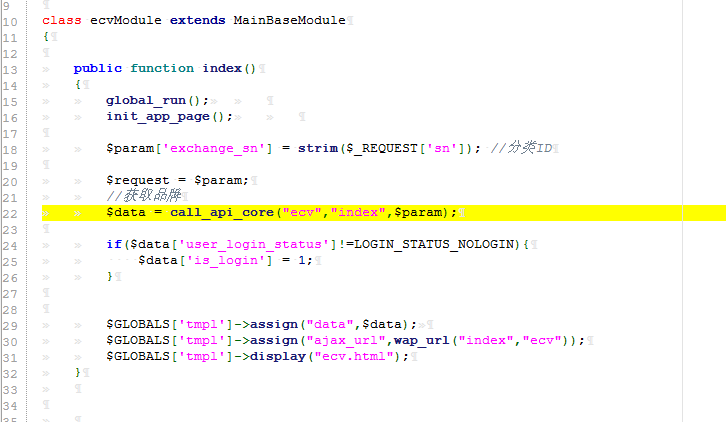 9
10 class ecvModule extends MainBaseModule
11 {
12
13 public function index()
14 {
15 global_run();
16 init_app_page();
17
18 $param['exchange_sn'] = strim($_REQUEST['sn']); //分类ID
19
20 $request = $param;
21 //获取品牌
22 $data = call_api_core("ecv","index",$param);
23
24 if($data['user_login_status']!=LOGIN_STATUS_NOLOGIN){
25 $data['is_login'] = 1;
26 }
27
28
29 $GLOBALS['tmpl']->assign("data",$data);
30 $GLOBALS['tmpl']->assign("ajax_url",wap_url("index","ecv"));
31 $GLOBALS['tmpl']->display("ecv.html");
32 }
33
34
35